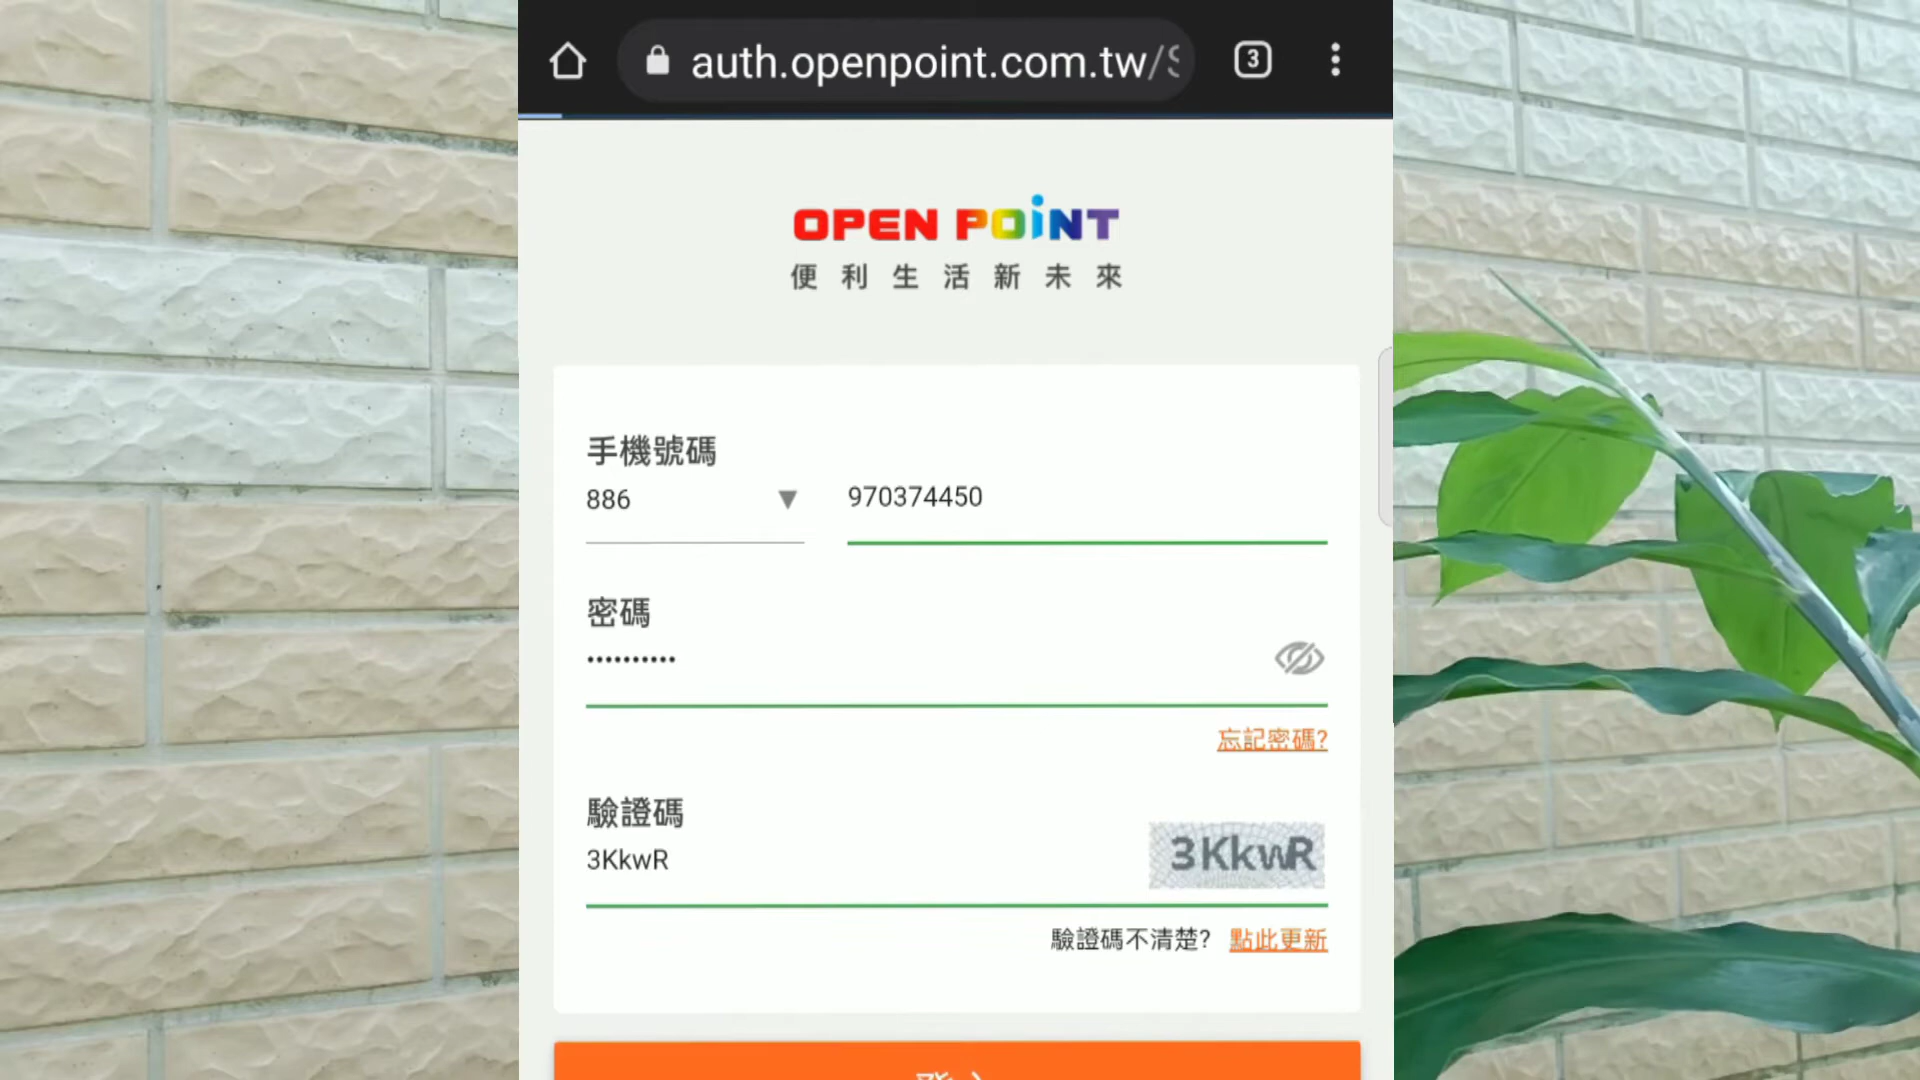 auth.openpoint.com.tw/S
3
OPEN POiNT
便利生活新未來
手機號碼
886 ▼ 970374450
密碼
••••••••••
忘記密碼?
驗證碼
3KkwR
3KkwR
驗證碼不清楚? 點此更新
登入